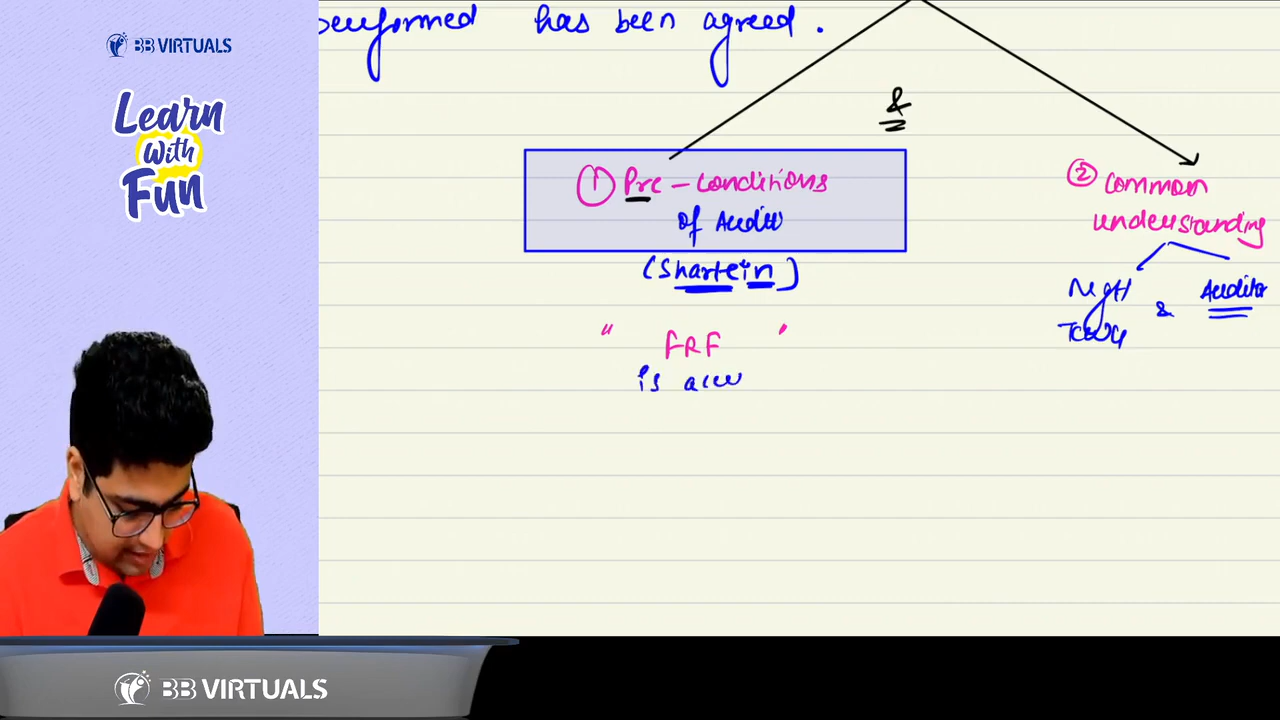 BB VIRTUALS
Learn
With
Fun
performed has been agreed.
&
① Pre-conditions
of Audit
(Shartein)
② Common
understanding
Mgt
TCWG
&
Auditor
" FRF "
is acc
BB VIRTUALS